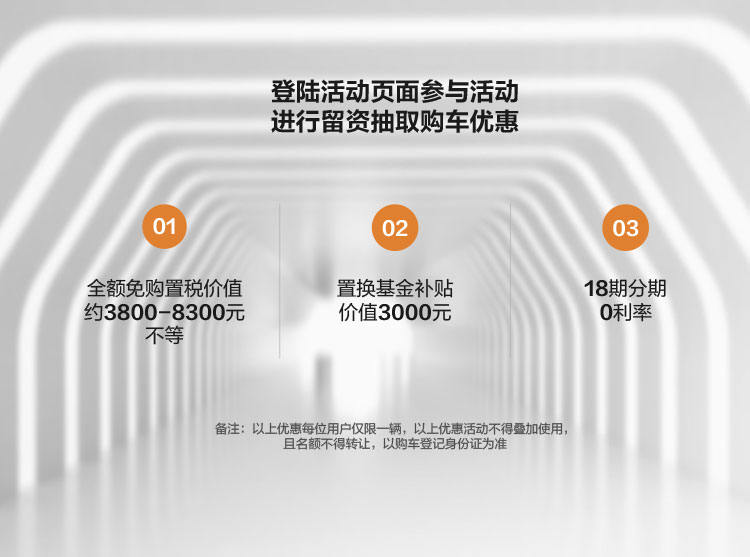 登陆活动页面参与活动
进行留资抽取购车优惠
01
全额免购置税价值
约3800-8300元
不等
02
置换基金补贴
价值3000元
03
18期分期
0利率
备注：以上优惠每位用户仅限一辆，以上优惠活动不得叠加使用，
且名额不得转让，以购车登记身份证为准